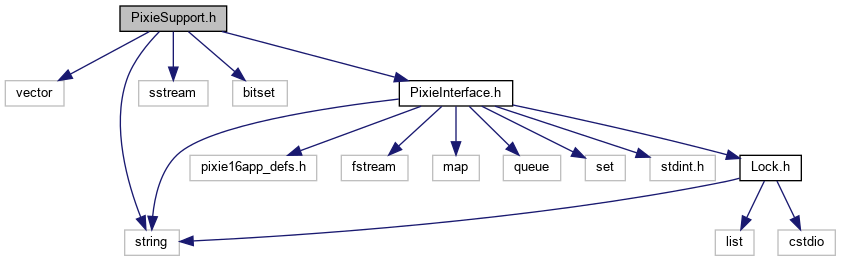 PixieSupport.h
vector
sstream
bitset
PixieInterface.h
pixie16app_defs.h
fstream
map
queue
set
stdint.h
Lock.h
string
list
cstdio